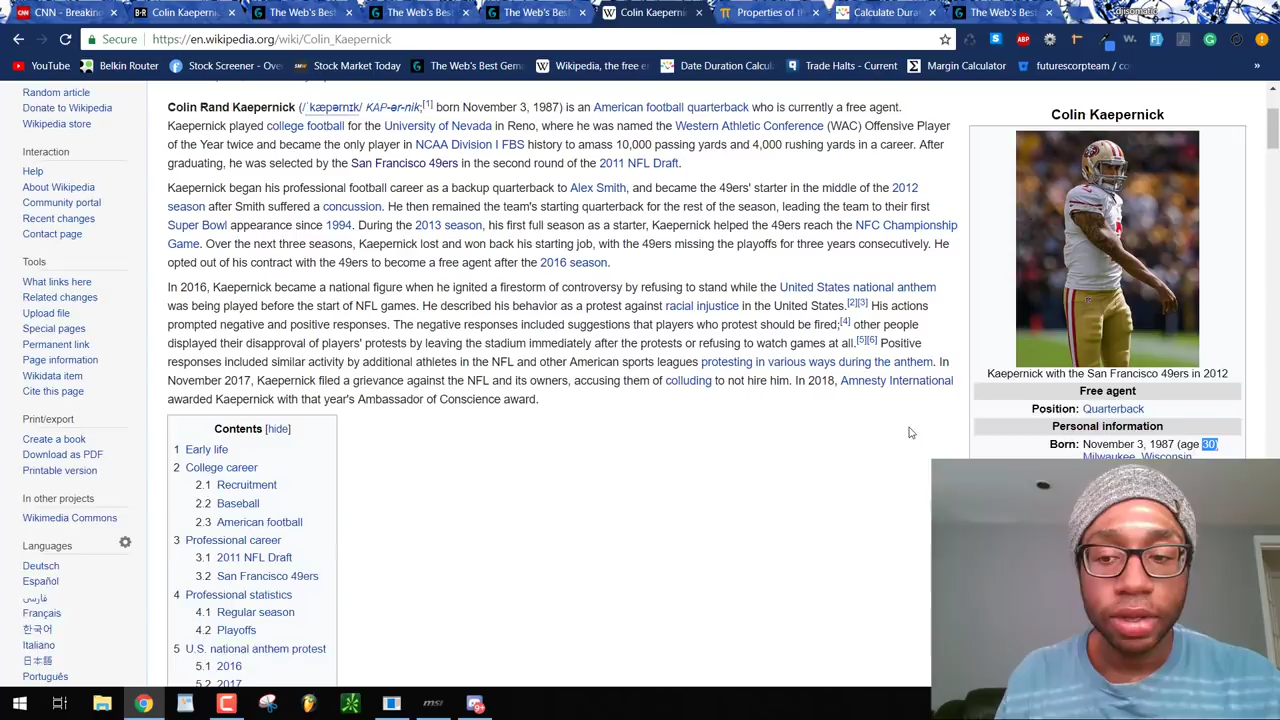 CNN - Breakin
B-R Colin Kaepernic
The Web's Best
The Web's Best
The Web's Best
Colin Kaepernic
Properties of th
Calculate Durat
The Web's Best
djisomatic
Secure
https://en.wikipedia.org/wiki/Colin_Kaepernick
YouTube
Belkin Router
Stock Screener - Ove
Stock Market Today
The Web's Best Gem
Wikipedia, the free e
Date Duration Calcul
Trade Halts - Current
Margin Calculator
futurescorpteam / co
»
Random article
Donate to Wikipedia
Wikipedia store
Interaction
Help
About Wikipedia
Community portal
Recent changes
Contact page
Tools
What links here
Related changes
Upload file
Special pages
Permanent link
Page information
Wikidata item
Cite this page
Print/export
Create a book
Download as PDF
Printable version
In other projects
Wikimedia Commons
Languages
Deutsch
Español
فارسی
Français
한국어
Italiano
日本語
Português
Colin Rand Kaepernick (/ˈkæpərnɪk/ KAP-ər-nik;[1] born November 3, 1987) is an American football quarterback who is currently a free agent.
Kaepernick played college football for the University of Nevada in Reno, where he was named the Western Athletic Conference (WAC) Offensive Player
of the Year twice and became the only player in NCAA Division I FBS history to amass 10,000 passing yards and 4,000 rushing yards in a career. After
graduating, he was selected by the San Francisco 49ers in the second round of the 2011 NFL Draft.
Kaepernick began his professional football career as a backup quarterback to Alex Smith, and became the 49ers' starter in the middle of the 2012
season after Smith suffered a concussion. He then remained the team's starting quarterback for the rest of the season, leading the team to their first
Super Bowl appearance since 1994. During the 2013 season, his first full season as a starter, Kaepernick helped the 49ers reach the NFC Championship
Game. Over the next three seasons, Kaepernick lost and won back his starting job, with the 49ers missing the playoffs for three years consecutively. He
opted out of his contract with the 49ers to become a free agent after the 2016 season.
In 2016, Kaepernick became a national figure when he ignited a firestorm of controversy by refusing to stand while the United States national anthem
was being played before the start of NFL games. He described his behavior as a protest against racial injustice in the United States.[2][3] His actions
prompted negative and positive responses. The negative responses included suggestions that players who protest should be fired;[4] other people
displayed their disapproval of players' protests by leaving the stadium immediately after the protests or refusing to watch games at all.[5][6] Positive
responses included similar activity by additional athletes in the NFL and other American sports leagues protesting in various ways during the anthem. In
November 2017, Kaepernick filed a grievance against the NFL and its owners, accusing them of colluding to not hire him. In 2018, Amnesty International
awarded Kaepernick with that year's Ambassador of Conscience award.
Contents [hide]
1 Early life
2 College career
2.1 Recruitment
2.2 Baseball
2.3 American football
3 Professional career
3.1 2011 NFL Draft
3.2 San Francisco 49ers
4 Professional statistics
4.1 Regular season
4.2 Playoffs
5 U.S. national anthem protest
5.1 2016
5.2 2017
Colin Kaepernick
Kaepernick with the San Francisco 49ers in 2012
Free agent
Position: Quarterback
Personal information
Born: November 3, 1987 (age 30)
Milwaukee, Wisconsin
msi